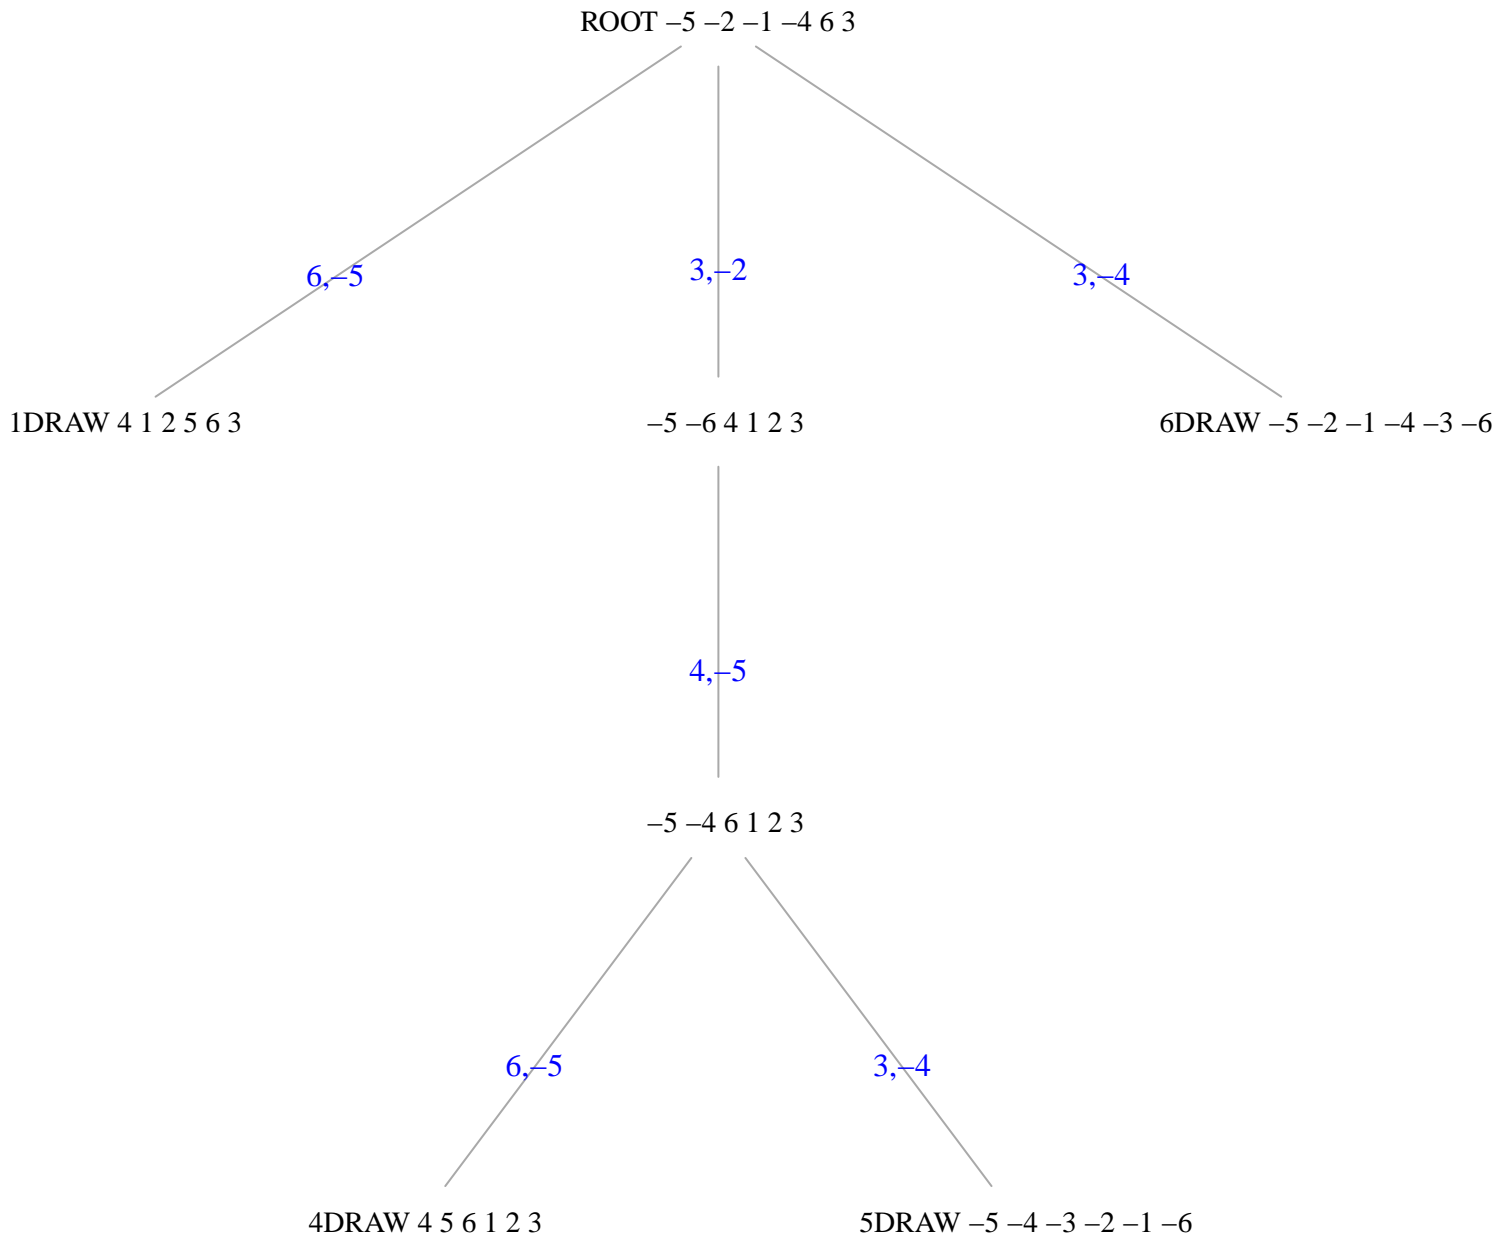 ROOT –5 –2 –1 –4 6 3
6,–5
3,–2
3,–4
1DRAW 4 1 2 5 6 3
–5 –6 4 1 2 3
6DRAW –5 –2 –1 –4 –3 –6
4,–5
–5 –4 6 1 2 3
6,–5
3,–4
4DRAW 4 5 6 1 2 3
5DRAW –5 –4 –3 –2 –1 –6